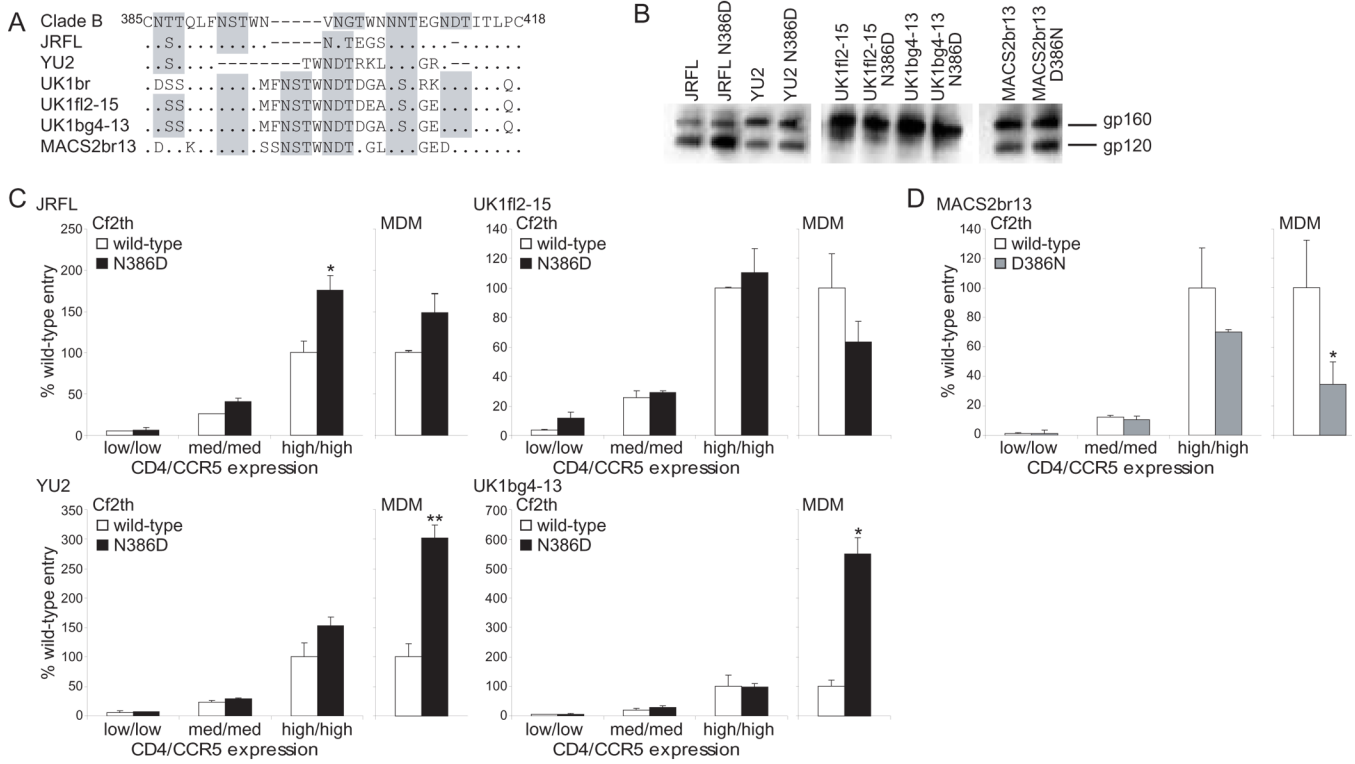 A
Clade B 385CNTTQLFNSTWN-----VNGTWNNNTEGNDTITLPC418
JRFL ..S.........-----N.TEGS.......-......
YU2 ..S....------TWNDTRKL...GR.-......
UK1br .DSS.......MFNSTWNDTDGA.S.RK......Q.
UK1fl2-15 ..SS.......MFNSTWNDTDEA.S.GE........
UK1bg4-13 ..SS.......MFNSTWNDTDGA.S.GE......Q.
MACS2br13 .D..K......SSNSTWNDT.GL...GED.......
B
JRFL
JRFL N386D
YU2
YU2 N386D
UK1fl2-15
UK1fl2-15 N386D
UK1bg4-13
UK1bg4-13 N386D
MACS2br13
MACS2br13 D386N
gp160
gp120
C
JRFL
Cf2th
wild-type
N386D
MDM
*
% wild-type entry
250
200
150
100
50
0
low/low med/med high/high
CD4/CCR5 expression
UK1fl2-15
Cf2th
wild-type
N386D
MDM
140
120
100
80
60
40
20
0
low/low med/med high/high
CD4/CCR5 expression
D
MACS2br13
Cf2th
wild-type
D386N
MDM
*
% wild-type entry
140
120
100
80
60
40
20
0
low/low med/med high/high
CD4/CCR5 expression
YU2
Cf2th
wild-type
N386D
MDM
**
% wild-type entry
350
300
250
200
150
100
50
0
low/low med/med high/high
CD4/CCR5 expression
UK1bg4-13
Cf2th
wild-type
N386D
MDM
*
700
600
500
400
300
200
100
0
low/low med/med high/high
CD4/CCR5 expression